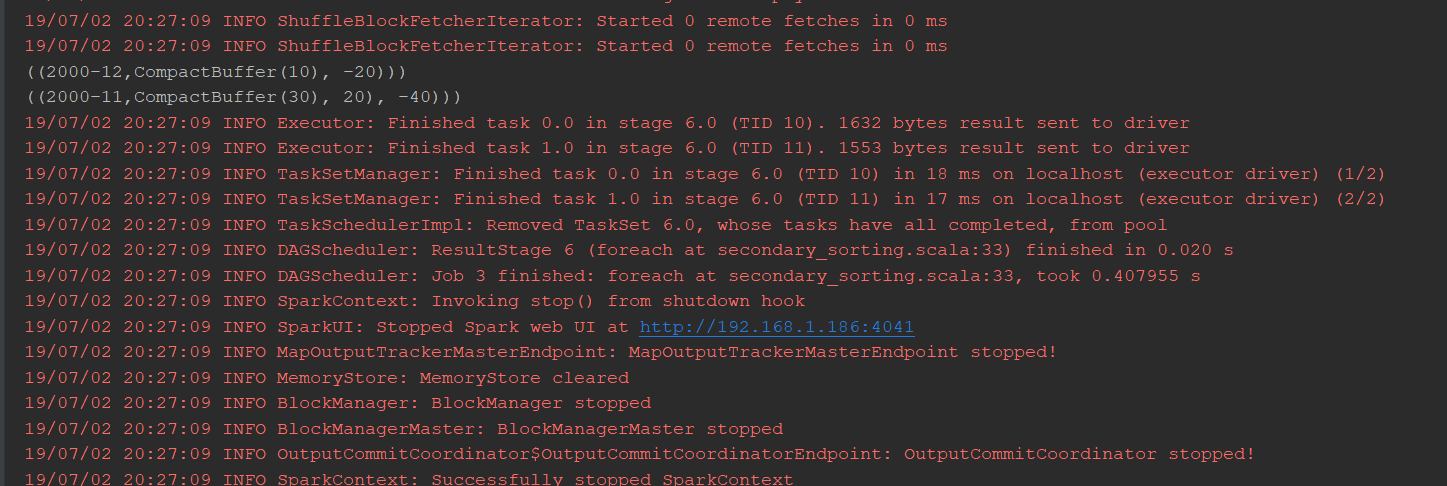 19/07/02 20:27:09 INFO ShuffleBlockFetcherIterator: Started 0 remote fetches in 0 ms
19/07/02 20:27:09 INFO ShuffleBlockFetcherIterator: Started 0 remote fetches in 0 ms
((2000-12,CompactBuffer(10), -20)))
((2000-11,CompactBuffer(30), 20), -40)))
19/07/02 20:27:09 INFO Executor: Finished task 0.0 in stage 6.0 (TID 10). 1632 bytes result sent to driver
19/07/02 20:27:09 INFO Executor: Finished task 1.0 in stage 6.0 (TID 11). 1553 bytes result sent to driver
19/07/02 20:27:09 INFO TaskSetManager: Finished task 0.0 in stage 6.0 (TID 10) in 18 ms on localhost (executor driver) (1/2)
19/07/02 20:27:09 INFO TaskSetManager: Finished task 1.0 in stage 6.0 (TID 11) in 17 ms on localhost (executor driver) (2/2)
19/07/02 20:27:09 INFO TaskSchedulerImpl: Removed TaskSet 6.0, whose tasks have all completed, from pool
19/07/02 20:27:09 INFO DAGScheduler: ResultStage 6 (foreach at secondary_sorting.scala:33) finished in 0.020 s
19/07/02 20:27:09 INFO DAGScheduler: Job 3 finished: foreach at secondary_sorting.scala:33, took 0.407955 s
19/07/02 20:27:09 INFO SparkContext: Invoking stop() from shutdown hook
19/07/02 20:27:09 INFO SparkUI: Stopped Spark web UI at http://192.168.1.186:4041
19/07/02 20:27:09 INFO MapOutputTrackerMasterEndpoint: MapOutputTrackerMasterEndpoint stopped!
19/07/02 20:27:09 INFO MemoryStore: MemoryStore cleared
19/07/02 20:27:09 INFO BlockManager: BlockManager stopped
19/07/02 20:27:09 INFO BlockManagerMaster: BlockManagerMaster stopped
19/07/02 20:27:09 INFO OutputCommitCoordinator$OutputCommitCoordinatorEndpoint: OutputCommitCoordinator stopped!
19/07/02 20:27:09 INFO SparkContext: Successfully stopped SparkContext